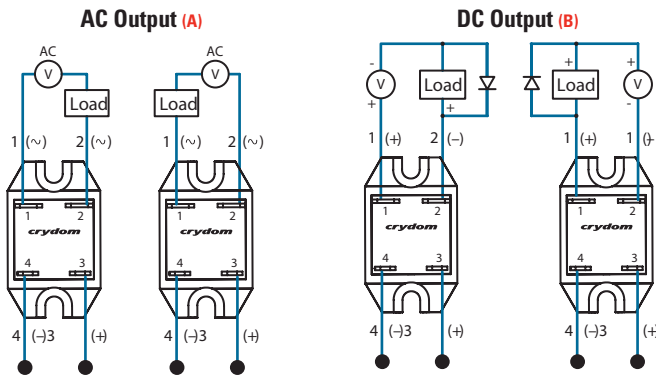 AC Output (A)
DC Output (B)
AC
V
Load
1 (~) 2 (~)
1 2
crydom
4 3
4 (–)3 (+)
AC
V
Load
1 (~) 2 (~)
1 2
crydom
4 3
4 (–)3 (+)
-
V
+
Load
+
1 (+) 2 (–)
1 2
crydom
4 3
4 (–)3 (+)
+
Load
+
V
-
1 (+) 1 (+
1 2
crydom
4 3
4 (–)3 (+)